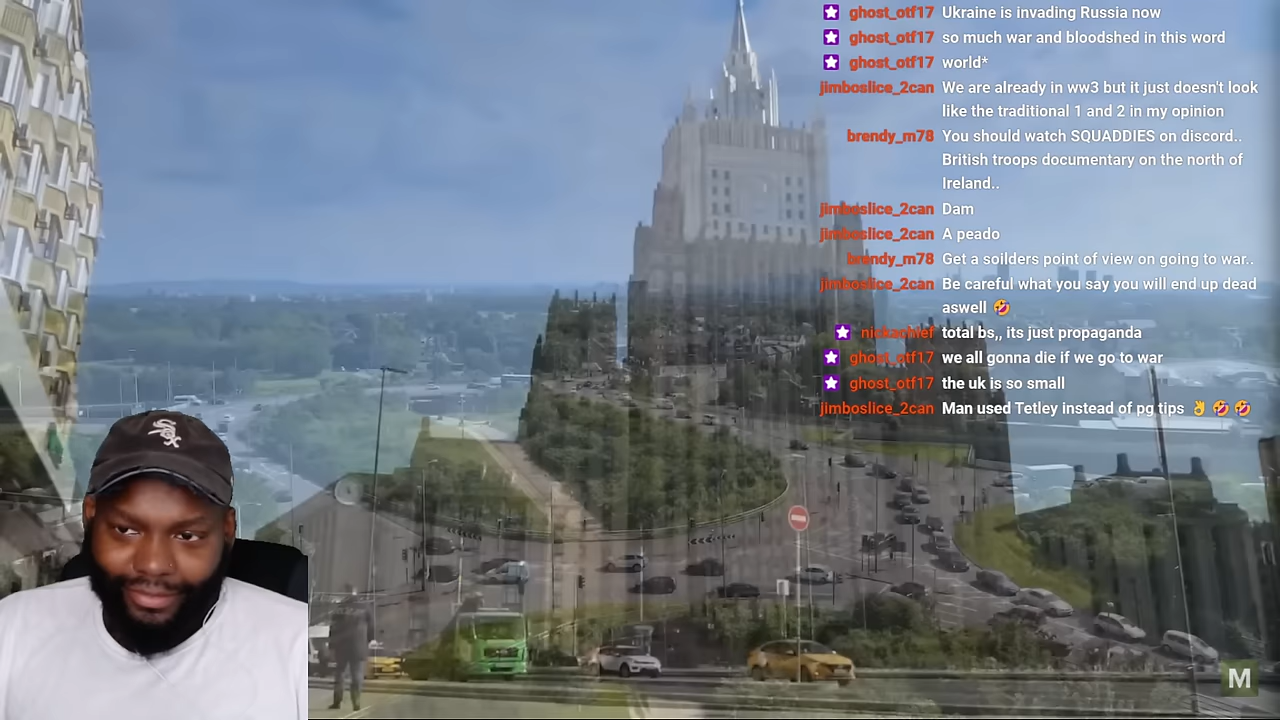 ghost_otf17 Ukraine is invading Russia now
ghost_otf17 so much war and bloodshed in this word
ghost_otf17 world*
jimboslice_2can We are already in ww3 but it just doesn't look
like the traditional 1 and 2 in my opinion
brendy_m78 You should watch SQUADDIES on discord..
British troops documentary on the north of
Ireland..
jimboslice_2can Dam
jimboslice_2can A peado
brendy_m78 Get a soilders point of view on going to war..
jimboslice_2can Be careful what you say you will end up dead
aswell 🤣
nickachief total bs,, its just propaganda
ghost_otf17 we all gonna die if we go to war
ghost_otf17 the uk is so small
jimboslice_2can Man used Tetley instead of pg tips ✌️🤣🤣
Sox
M